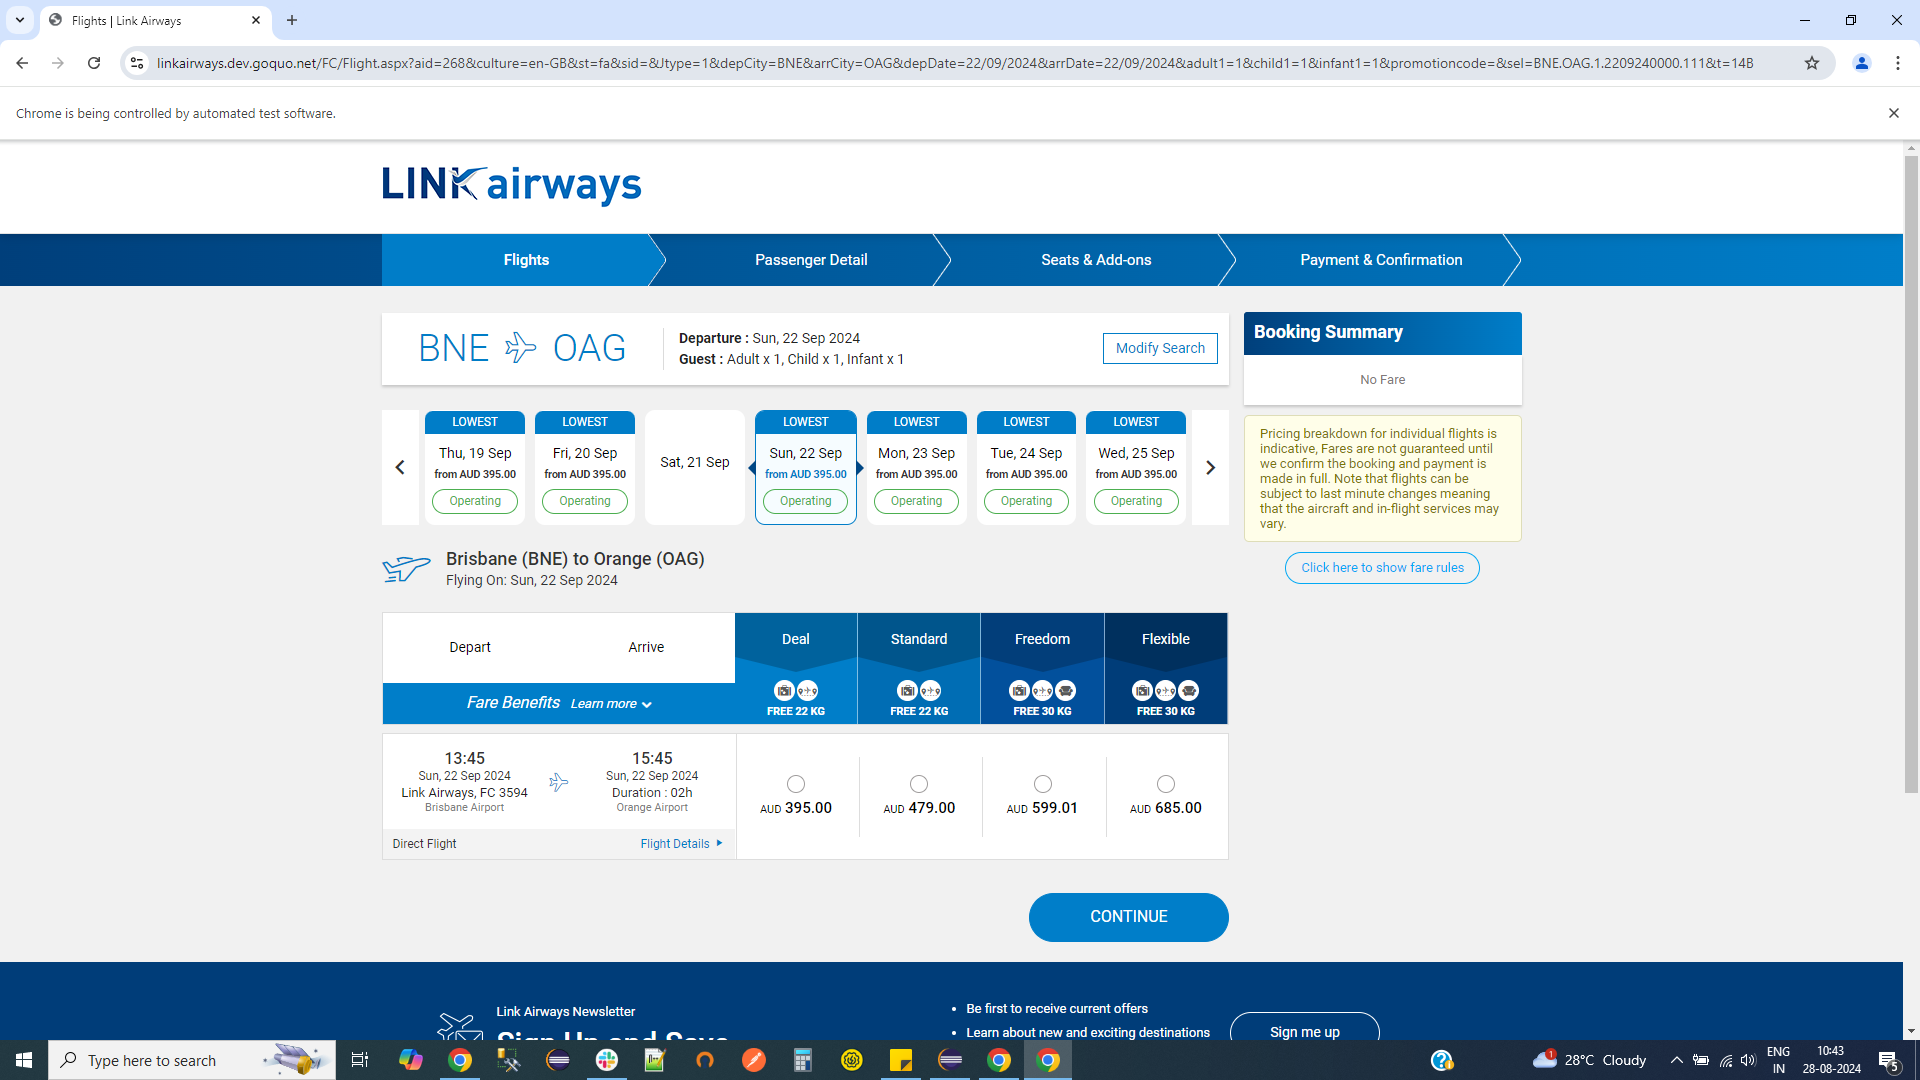 Flights | Link Airways
linkairways.dev.goquo.net/FC/Flight.aspx?aid=268&culture=en-GB&st=fa&sid=&Jtype=1&depCity=BNE&arrCity=OAG&depDate=22/09/2024&arrDate=22/09/2024&adult1=1&child1=1&infant1=1&promotioncode=&sel=BNE.OAG.1.2209240000.111&t=14B
Chrome is being controlled by automated test software.
LINK airways
Flights
Passenger Detail
Seats & Add-ons
Payment & Confirmation
BNE OAG
Departure : Sun, 22 Sep 2024
Guest : Adult x 1, Child x 1, Infant x 1
Modify Search
Booking Summary
No Fare
LOWEST
Thu, 19 Sep
from AUD 395.00
Operating
LOWEST
Fri, 20 Sep
from AUD 395.00
Operating
Sat, 21 Sep
LOWEST
Sun, 22 Sep
from AUD 395.00
Operating
LOWEST
Mon, 23 Sep
from AUD 395.00
Operating
LOWEST
Tue, 24 Sep
from AUD 395.00
Operating
LOWEST
Wed, 25 Sep
from AUD 395.00
Operating
Pricing breakdown for individual flights is
indicative, Fares are not guaranteed until
we confirm the booking and payment is
made in full. Note that flights can be
subject to last minute changes meaning
that the aircraft and in-flight services may
vary.
Click here to show fare rules
Brisbane (BNE) to Orange (OAG)
Flying On: Sun, 22 Sep 2024
Depart
Arrive
Deal
Standard
Freedom
Flexible
Fare Benefits Learn more
FREE 22 KG
FREE 22 KG
FREE 30 KG
FREE 30 KG
13:45
Sun, 22 Sep 2024
Link Airways, FC 3594
Brisbane Airport
15:45
Sun, 22 Sep 2024
Duration : 02h
Orange Airport
AUD 395.00
AUD 479.00
AUD 599.01
AUD 685.00
Direct Flight
Flight Details
CONTINUE
Link Airways Newsletter
Sign Up and Save
Be first to receive current offers
Learn about new and exciting destinations
Sign me up
Type here to search
1
28°C Cloudy
ENG
IN
10:43
28-08-2024
5